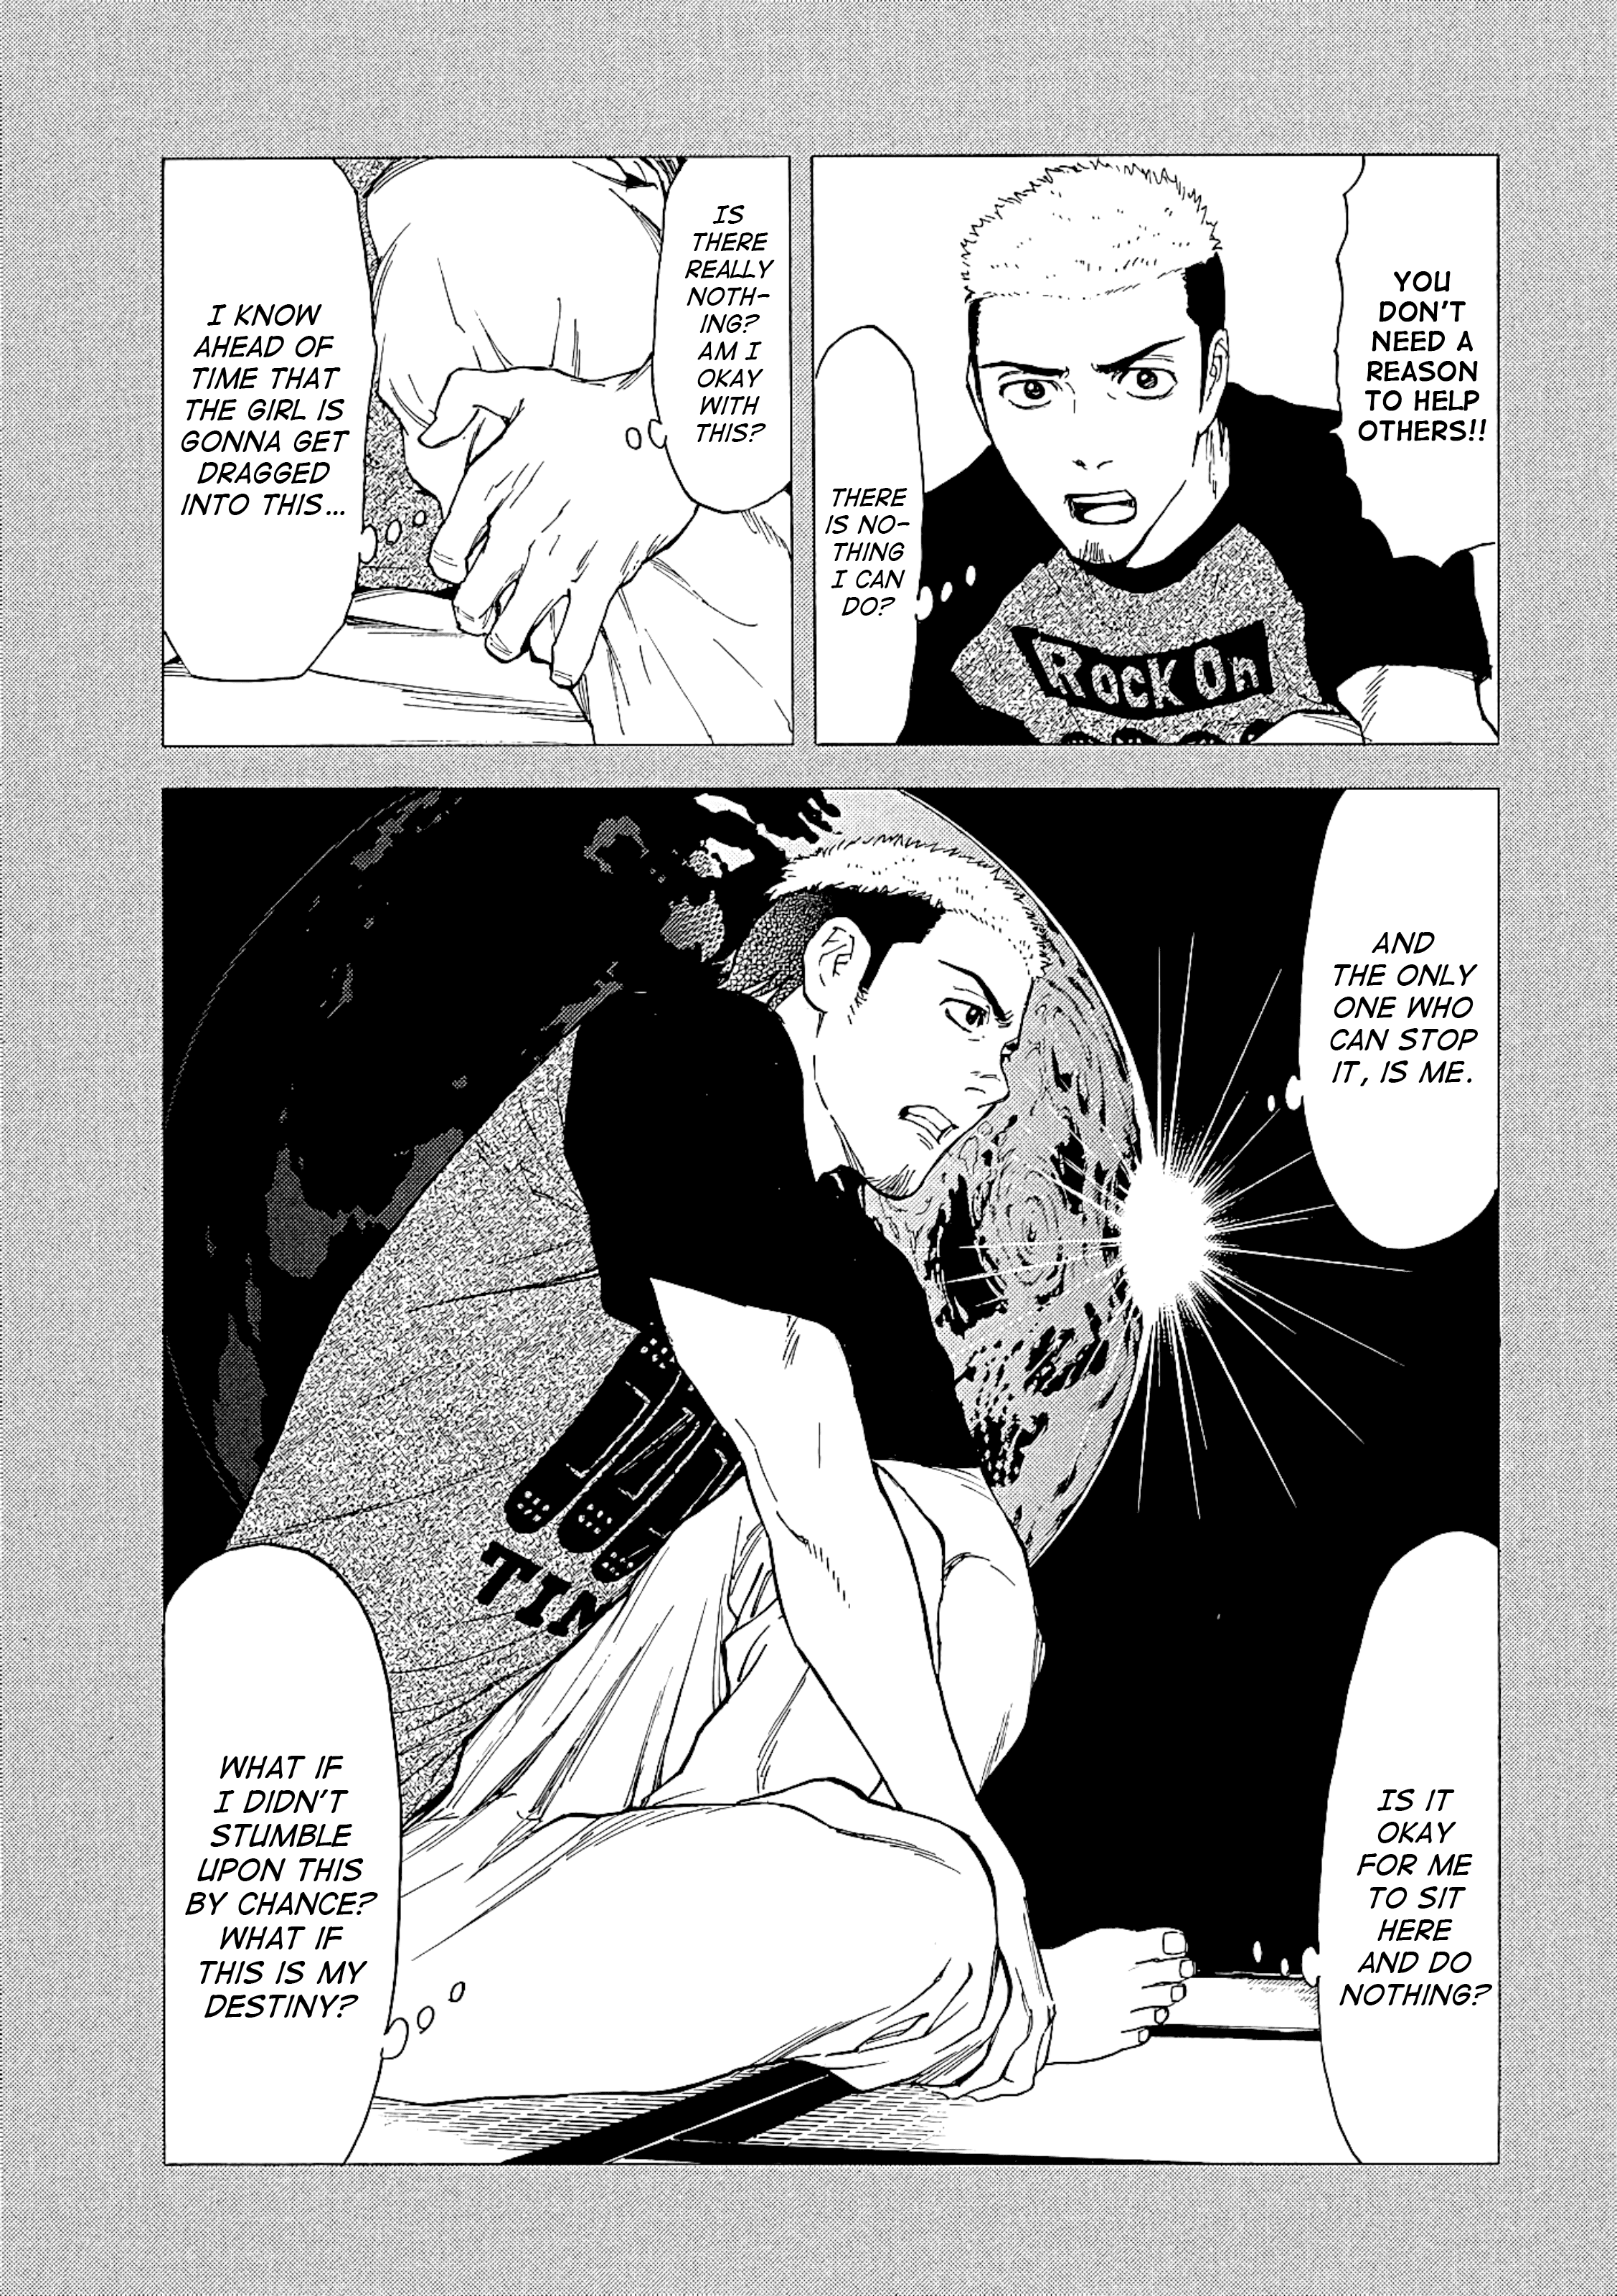 YOU
DON'T
NEED A
REASON
TO HELP
OTHERS!!
THERE
IS NO-
THING
I CAN
DO?
Rock On
IS
THERE
REALLY
NOTH-
ING?
AM I
OKAY
WITH
THIS?
I KNOW
AHEAD OF
TIME THAT
THE GIRL IS
GONNA GET
DRAGGED
INTO THIS...
AND
THE ONLY
ONE WHO
CAN STOP
IT, IS ME.
IS IT
OKAY
FOR ME
TO SIT
HERE
AND DO
NOTHING?
TIM
WHAT IF
I DIDN'T
STUMBLE
UPON THIS
BY CHANCE?
WHAT IF
THIS IS MY
DESTINY?